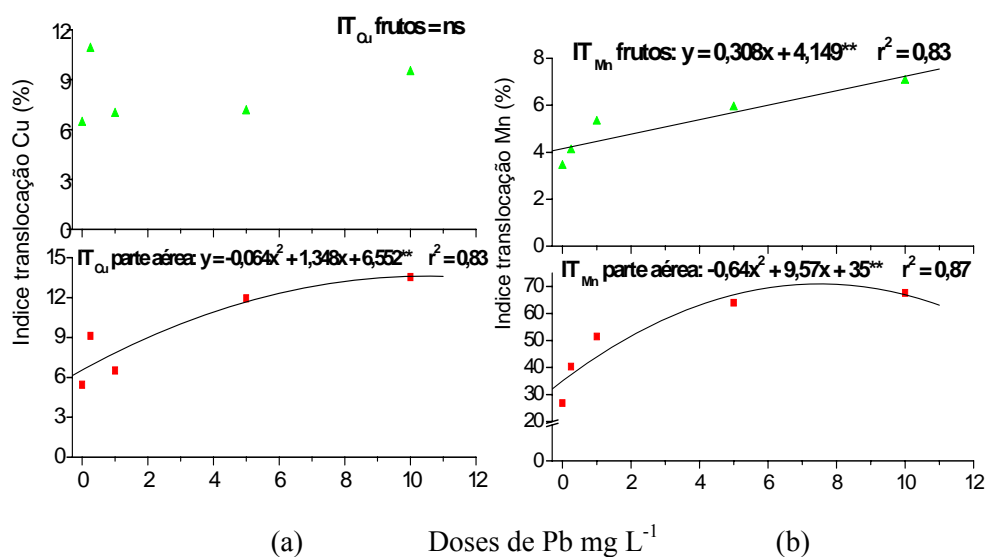 IT Cu frutos = ns
12
9
6
3
0
Indice translocação Cu (%)
IT Cu parte aérea: y = -0,064x² + 1,348x + 6,552** r² = 0,83
15
12
9
6
3
0
0 2 4 6 8 10 12
IT Mn frutos: y = 0,308x + 4,149** r² = 0,83
8
6
4
2
0
Indice translocação Mn (%)
IT Mn parte aérea: -0,64x² + 9,57x + 35** r² = 0,87
70
60
50
40
30
20
0
0 2 4 6 8 10 12
(a) Doses de Pb mg L⁻¹ (b)